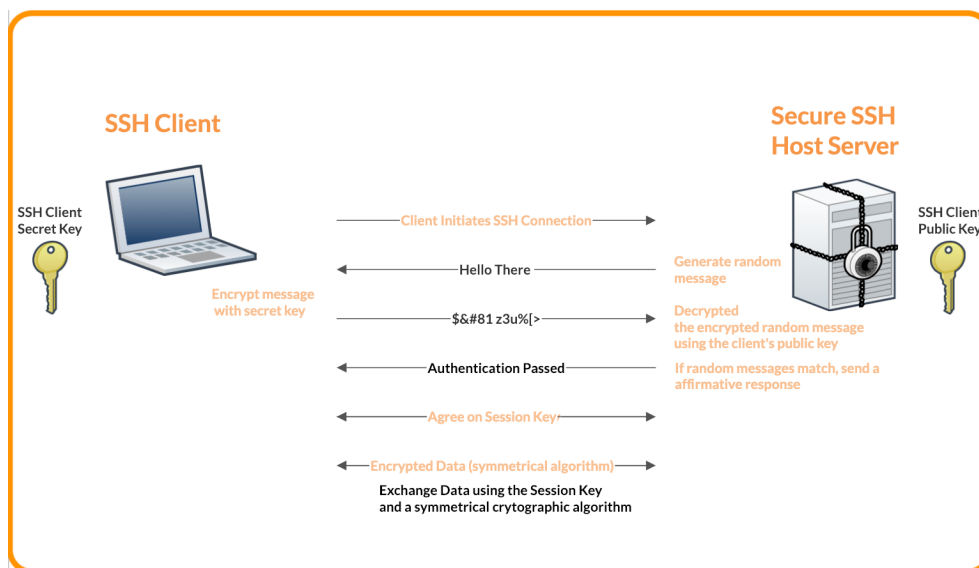 SSH Client
Secure SSH
Host Server
SSH Client
Secret Key
SSH Client
Public Key
Client Initiates SSH Connection
Hello There
Generate random
message
Encrypt message
with secret key
$&#81 z3u%[>
Decrypted
the encrypted random message
using the client's public key
Authentication Passed
If random messages match, send a
affirmative response
Agree on Session Key
Encrypted Data (symmetrical algorithm)
Exchange Data using the Session Key
and a symmetrical crytographic algorithm